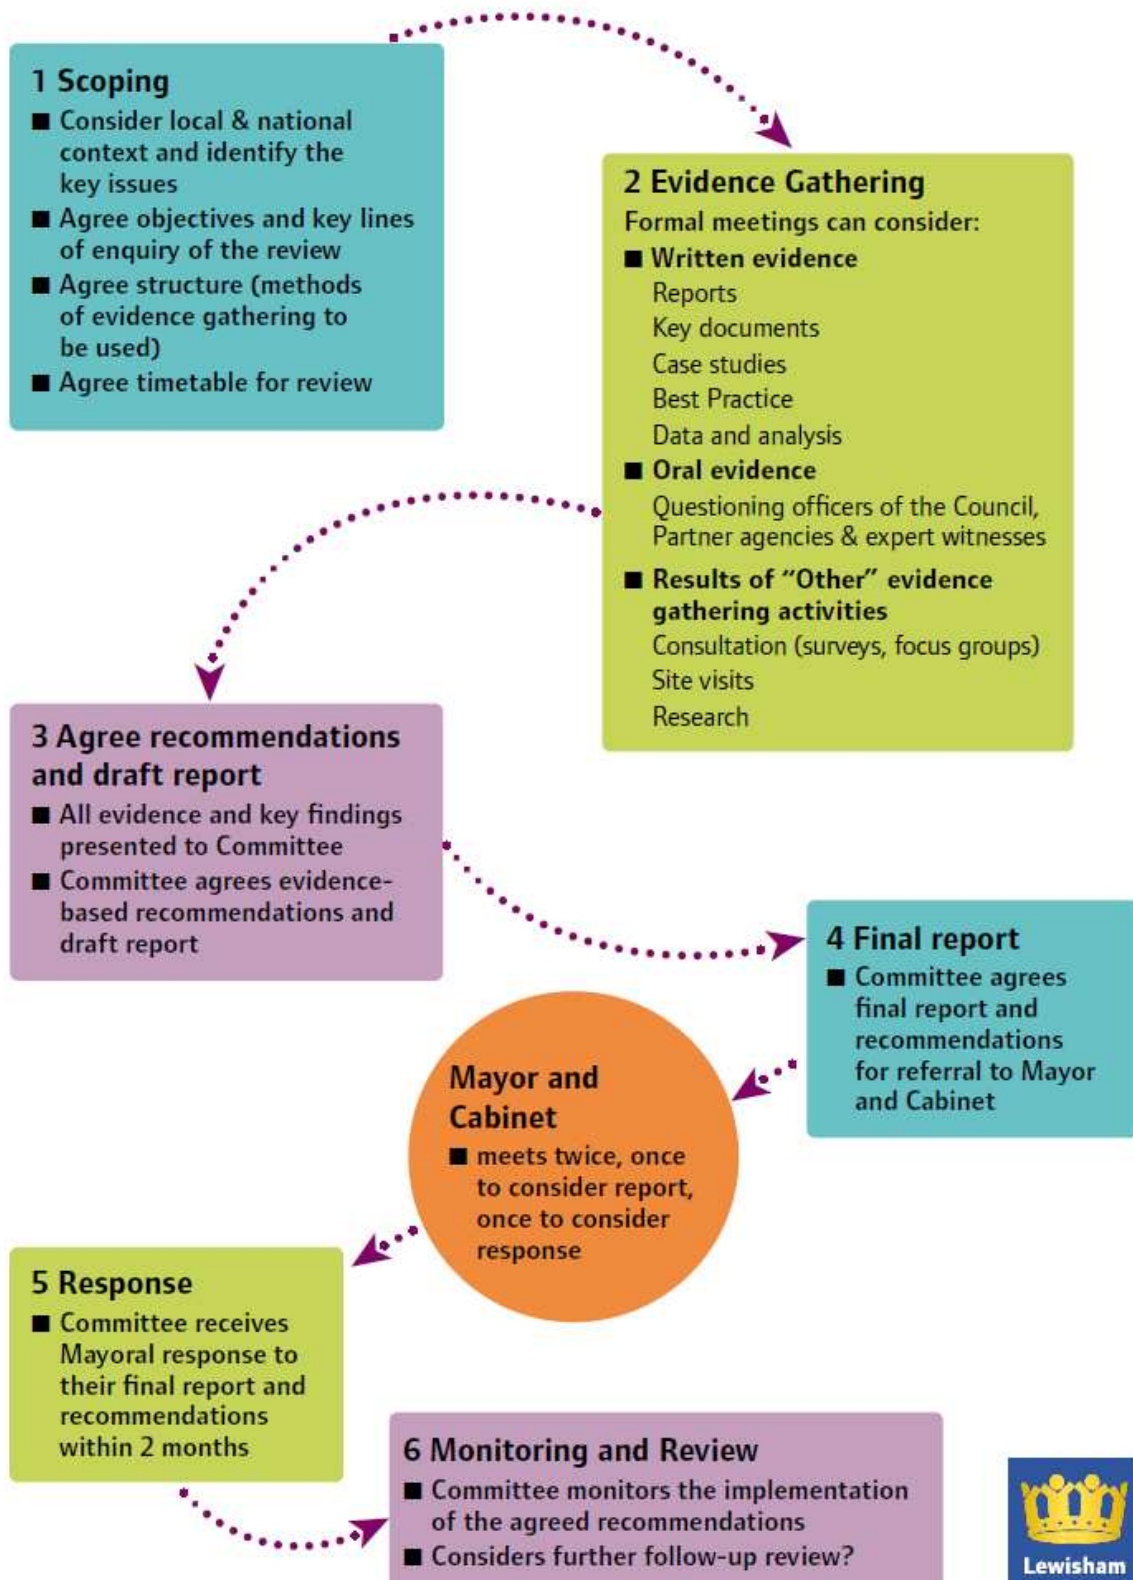 1 Scoping
■ Consider local & national
context and identify the
key issues
■ Agree objectives and key lines
of enquiry of the review
■ Agree structure (methods
of evidence gathering to
be used)
■ Agree timetable for review
2 Evidence Gathering
Formal meetings can consider:
■ Written evidence
Reports
Key documents
Case studies
Best Practice
Data and analysis
■ Oral evidence
Questioning officers of the Council,
Partner agencies & expert witnesses
■ Results of “Other” evidence
gathering activities
Consultation (surveys, focus groups)
Site visits
Research
3 Agree recommendations
and draft report
■ All evidence and key findings
presented to Committee
■ Committee agrees evidence-
based recommendations and
draft report
4 Final report
■ Committee agrees
final report and
recommendations
for referral to Mayor
and Cabinet
Mayor and
Cabinet
■ meets twice, once
to consider report,
once to consider
response
5 Response
■ Committee receives
Mayoral response to
their final report and
recommendations
within 2 months
6 Monitoring and Review
■ Committee monitors the implementation
of the agreed recommendations
■ Considers further follow-up review?
Lewisham